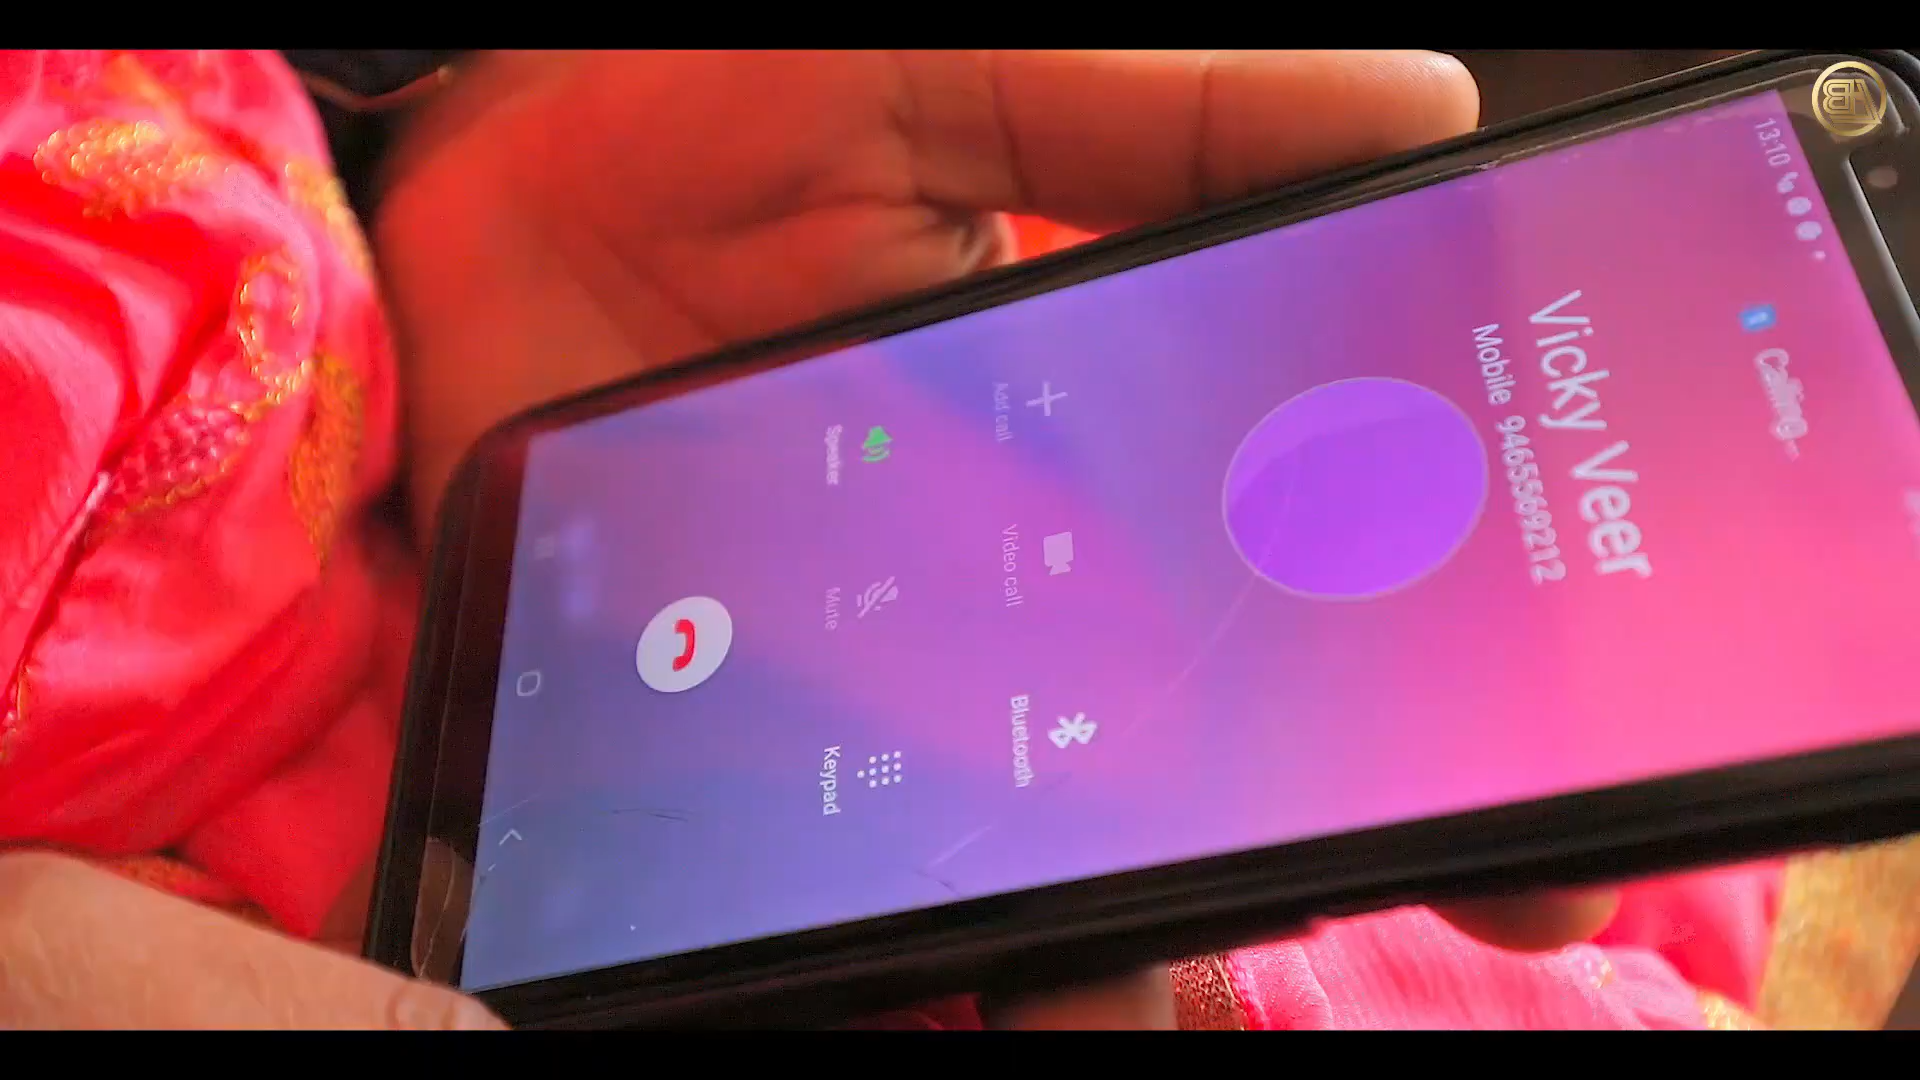 13:10
Calling...
Vicky Veer
Mobile 9465569212
Add call
Video call
Bluetooth
Speaker
Mute
Keypad